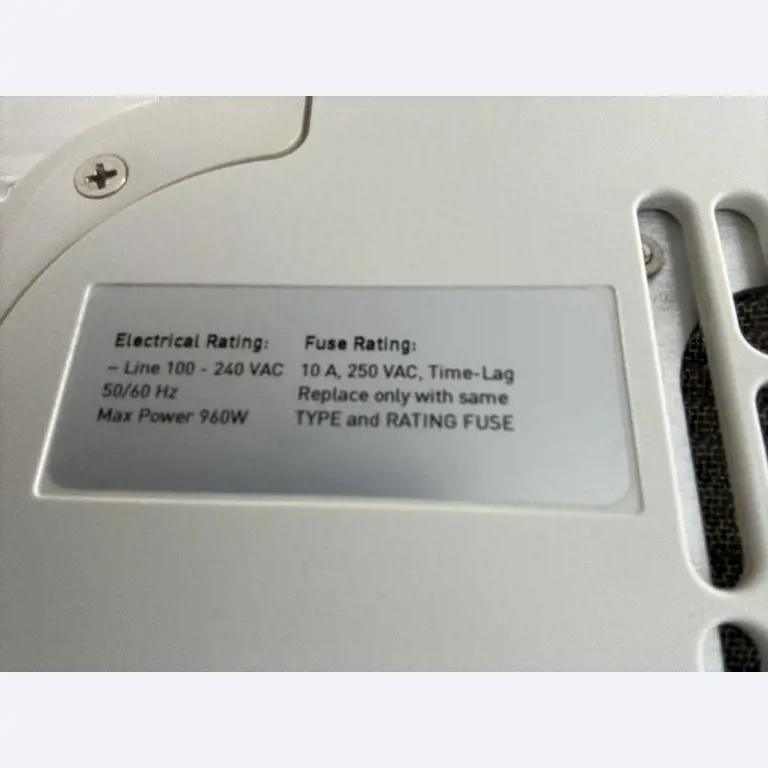 Electrical Rating:
~ Line 100 - 240 VAC
50/60 Hz
Max Power 960W
Fuse Rating:
10 A, 250 VAC, Time-Lag
Replace only with same
TYPE and RATING FUSE